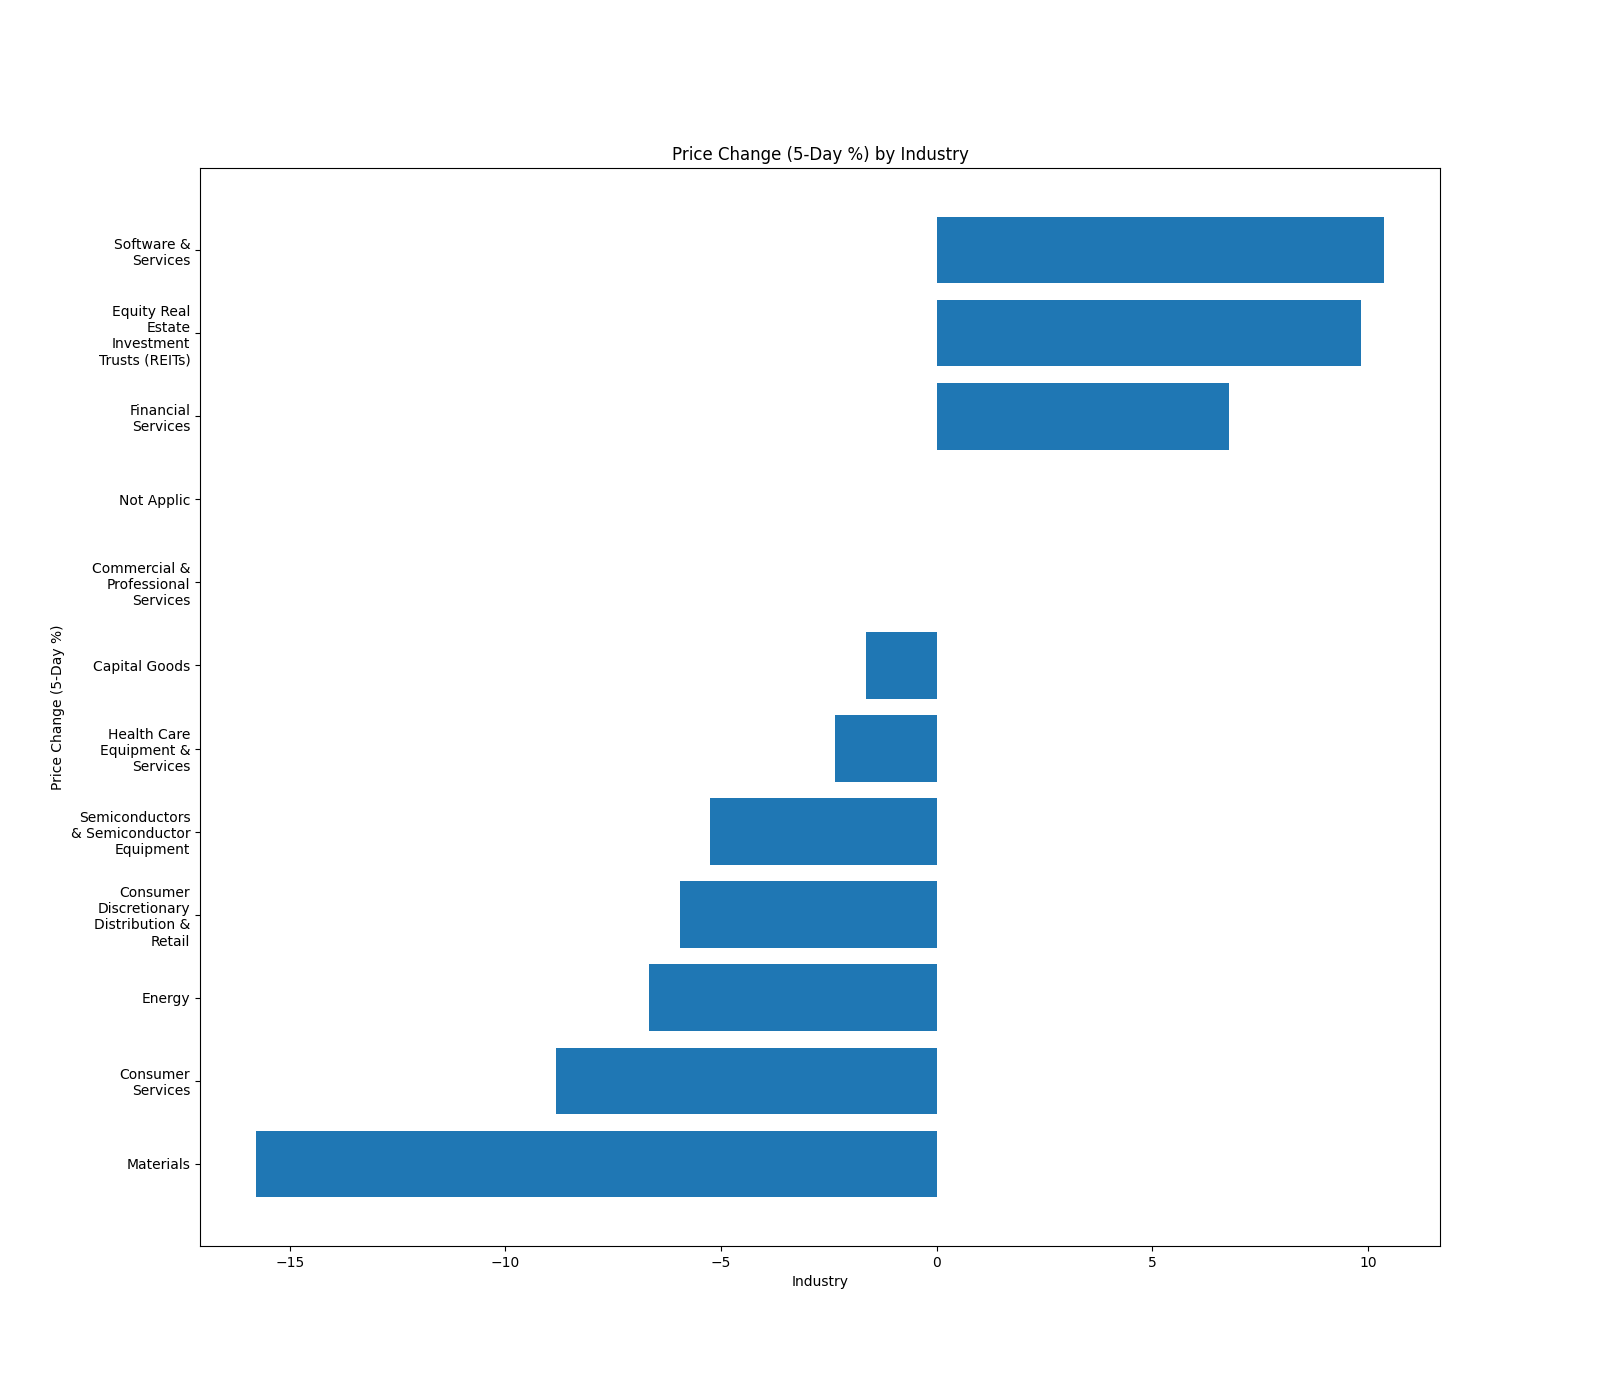 Price Change (5-Day %) by Industry
Software &
Services
Equity Real
Estate
Investment
Trusts (REITs)
Financial
Services
Not Applic
Commercial &
Professional
Services
Capital Goods
Health Care
Equipment &
Services
Semiconductors
& Semiconductor
Equipment
Consumer
Discretionary
Distribution &
Retail
Energy
Consumer
Services
Materials
Price Change (5-Day %)
−15 −10 −5 0 5 10
Industry